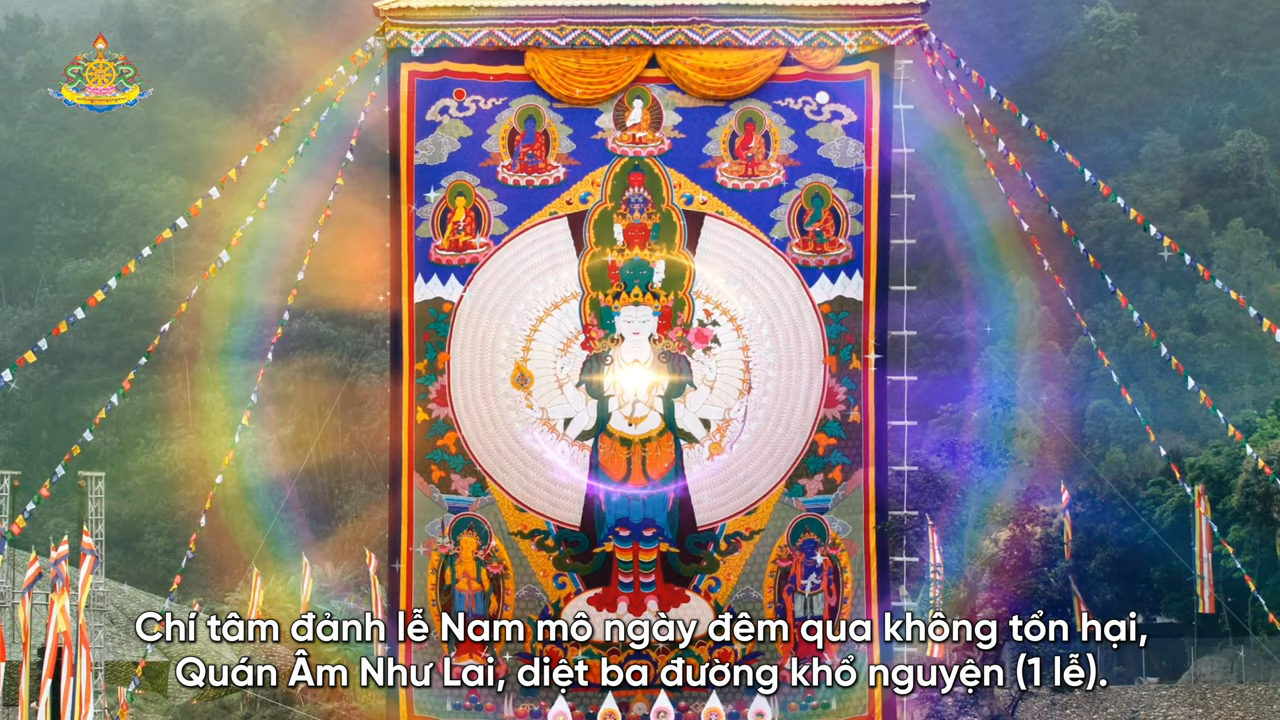 Chí tâm đảnh lễ Nam mô ngày đêm qua không tổn hại,
Quán Âm Như Lai, diệt ba đường khổ nguyện (1 lễ).